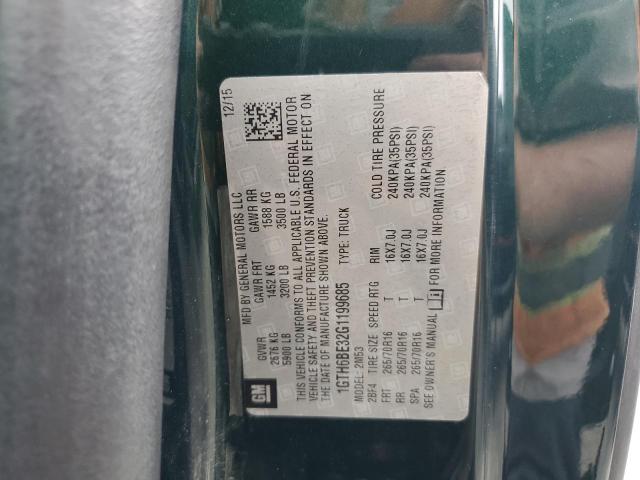 MFD BY GENERAL MOTORS LLC 12/15
GVWR GAWR FRT GAWR RR
2676 KG 1452 KG 1588 KG
5900 LB 3200 LB 3500 LB
THIS VEHICLE CONFORMS TO ALL APPLICABLE U.S. FEDERAL MOTOR
VEHICLE SAFETY AND THEFT PREVENTION STANDARDS IN EFFECT ON
THE DATE OF MANUFACTURE SHOWN ABOVE.
GM 1GTH6BE32G1199685 TYPE: TRUCK
MODEL: 2M53
2BF4 TIRE SIZE SPEED RTG RIM COLD TIRE PRESSURE
FRT 265/70R16 T 16X7.0J 240KPA(35PSI)
RR 265/70R16 T 16X7.0J 240KPA(35PSI)
SPA 265/70R16 T 16X7.0J 240KPA(35PSI)
SEE OWNER'S MANUAL FOR MORE INFORMATION